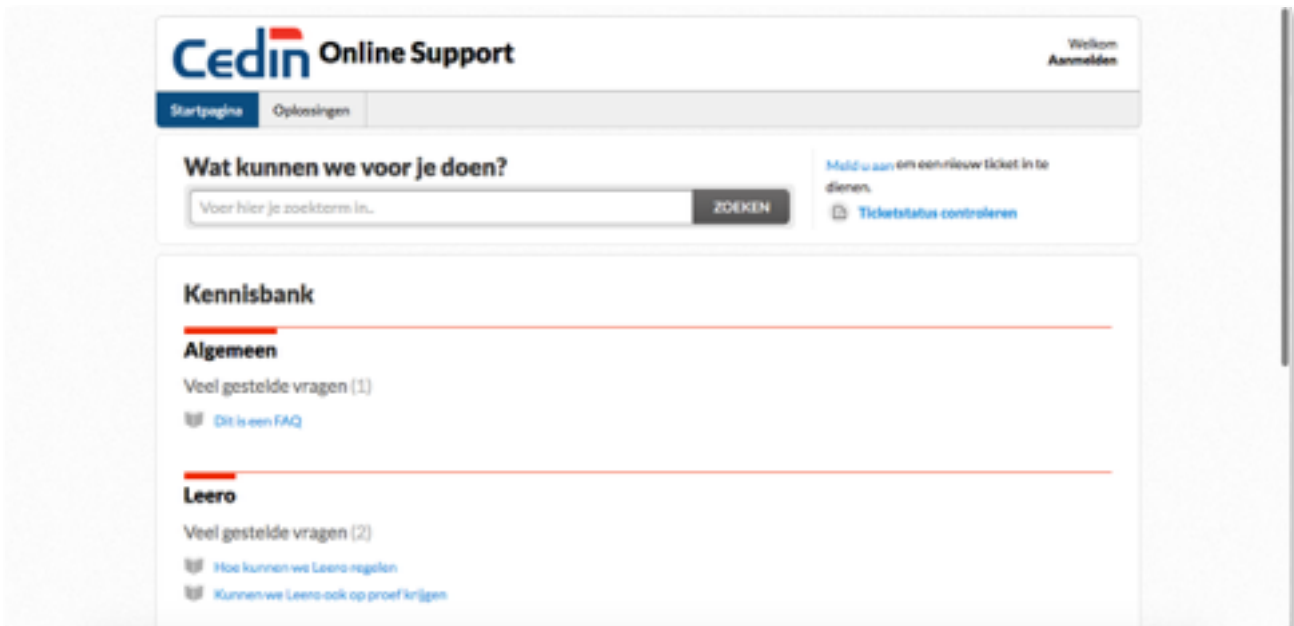 Cedin Online Support
Welkom
Aanmelden
Startpagina Oplossingen
Wat kunnen we voor je doen?
Voer hier je zoekterm in..
ZOEKEN
Meld u aan om een nieuw ticket in te
dienen.
Ticketstatus controleren
Kennisbank
Algemeen
Veel gestelde vragen (1)
Dit is een FAQ
Leero
Veel gestelde vragen (2)
Hoe kunnen we Leero regelen
Kunnen we Leero ook op proef krijgen